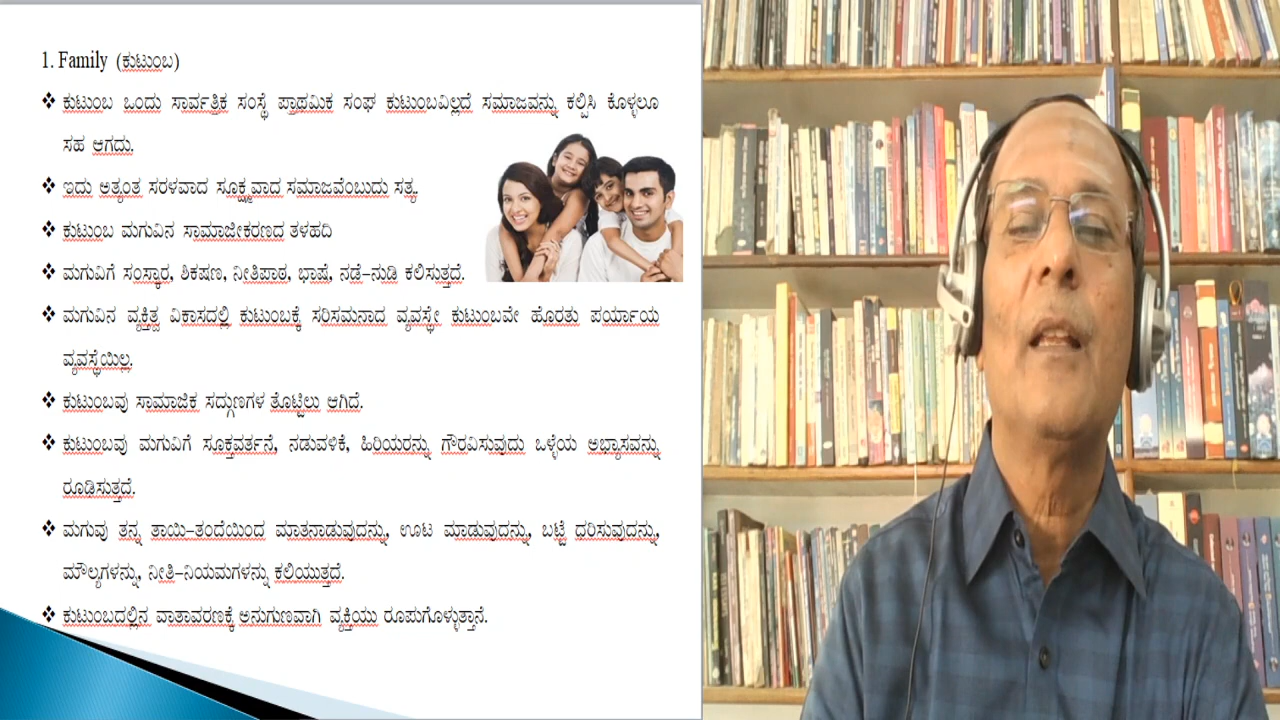 1. Family (ಕುಟುಂಬ)
❖ ಕುಟುಂಬ ಒಂದು ಸಾರ್ವತ್ರಿಕ ಸಂಸ್ಥೆ ಪ್ರಾಥಮಿಕ ಸಂಘ ಕುಟುಂಬವಿಲ್ಲದೆ ಸಮಾಜವನ್ನು ಕಲ್ಪಿಸಿ ಕೊಳ್ಳಲೂ
ಸಹ ಆಗದು.
❖ ಇದು ಅತ್ಯಂತ ಸರಳವಾದ ಸೂಕ್ಷ್ಮವಾದ ಸಮಾಜವೆಂಬುದು ಸತ್ಯ.
❖ ಕುಟುಂಬ ಮಗುವಿನ ಸಾಮಾಜೀಕರಣದ ತಳಹದಿ
❖ ಮಗುವಿಗೆ ಸಂಸ್ಕಾರ, ಶಿಕಷಣ, ನೀತಿಪಾಠ, ಭಾಷೆ, ನಡೆ-ನುಡಿ ಕಲಿಸುತ್ತದೆ.
❖ ಮಗುವಿನ ವ್ಯಕ್ತಿತ್ವ ವಿಕಾಸದಲ್ಲಿ ಕುಟುಂಬಕ್ಕೆ ಸರಿಸಮನಾದ ವ್ಯವಸ್ಥೇ ಕುಟುಂಬವೇ ಹೊರತು ಪರ್ಯಾಯ
ವ್ಯವಸ್ಥೆಯಿಲ್ಲ.
❖ ಕುಟುಂಬವು ಸಾಮಾಜಿಕ ಸದ್ಗುಣಗಳ ತೊಟ್ಟಿಲು ಆಗಿದೆ.
❖ ಕುಟುಂಬವು ಮಗುವಿಗೆ ಸೂಕ್ತವರ್ತನೆ, ನಡುವಳಿಕೆ, ಹಿರಿಯರನ್ನು ಗೌರವಿಸುವುದು ಒಳ್ಳೆಯ ಅಭ್ಯಾಸವನ್ನು
ರೂಡಿಸುತ್ತದೆ.
❖ ಮಗುವು ತನ್ನ ತಾಯಿ-ತಂದೆಯಿಂದ ಮಾತನಾಡುವುದನ್ನು, ಊಟ ಮಾಡುವುದನ್ನು, ಬಟ್ಟೆ ಧರಿಸುವುದನ್ನು,
ಮೌಲ್ಯಗಳನ್ನು, ನೀತಿ-ನಿಯಮಗಳನ್ನು ಕಲಿಯುತ್ತದೆ.
❖ ಕುಟುಂಬದಲ್ಲಿನ ವಾತಾವರಣಕ್ಕೆ ಅನುಗುಣವಾಗಿ ವ್ಯಕ್ತಿಯು ರೂಪುಗೊಳ್ಳುತ್ತಾನೆ.